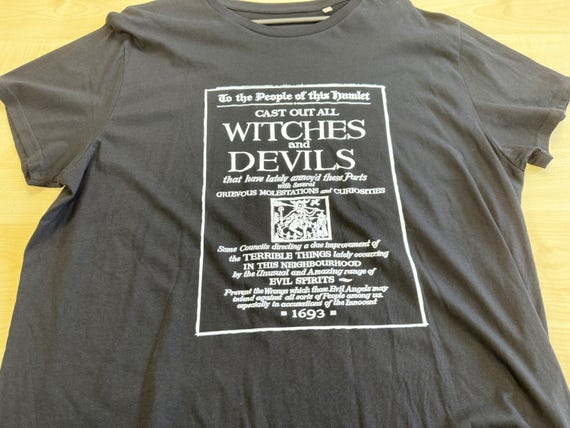 To the People of this Hamlet
CAST OUT ALL
WITCHES
and
DEVILS
that have lately annoy'd these Parts
with Several
GRIEVOUS MOLESTATIONS and CURIOSITIES
Some Councils directing a due improvement of
the TERRIBLE THINGS lately occurring
IN THIS NEIGHBOURHOOD
by the Unusual and Amazing range of
EVIL SPIRITS
Prevent the Wrongs which those Evil Angels may
intend against all sorts of People among us.
especially in accusations of the Innocent
1693